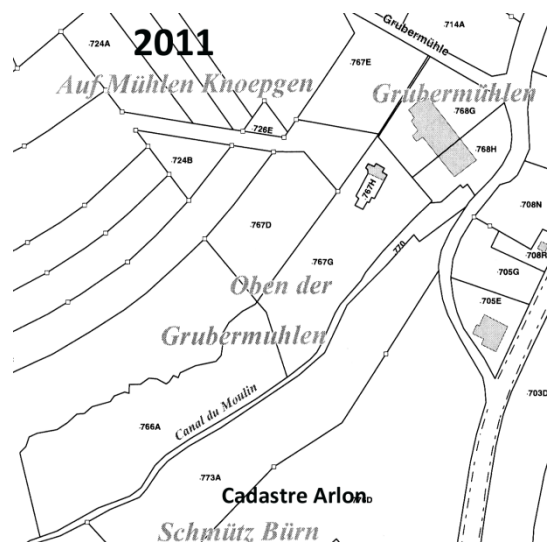 714A
724A
2011
Grubermühle
767E
Auf Mühlen Knoepgen
Grubermühlen
768G
726E
768H
724B
767H
708N
767D
770
708R
767G
705G
Oben der
705E
Grubermuhlen
703D
Canal du Moulin
766A
773A
Cadastre Arlon
Schmütz Bürn